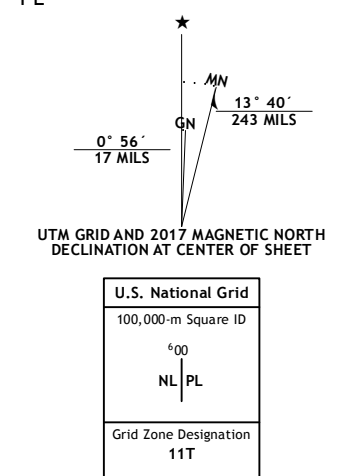 MN
GN
13° 40´
243 MILS
0° 56´
17 MILS
UTM GRID AND 2017 MAGNETIC NORTH
DECLINATION AT CENTER OF SHEET
U.S. National Grid
100,000-m Square ID
⁶00
NL PL
Grid Zone Designation
11T